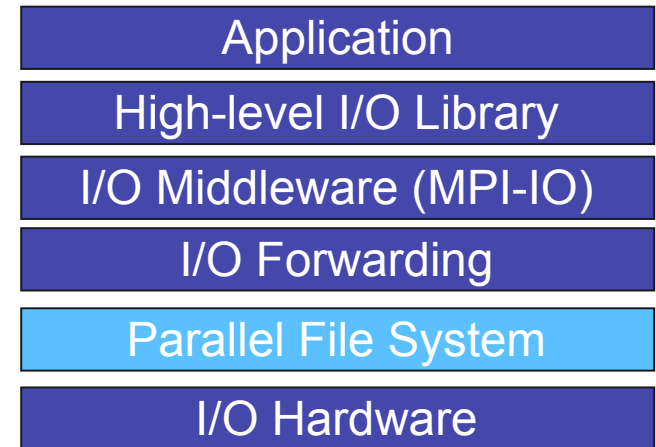 Application
High-level I/O Library
I/O Middleware (MPI-IO)
I/O Forwarding
Parallel File System
I/O Hardware